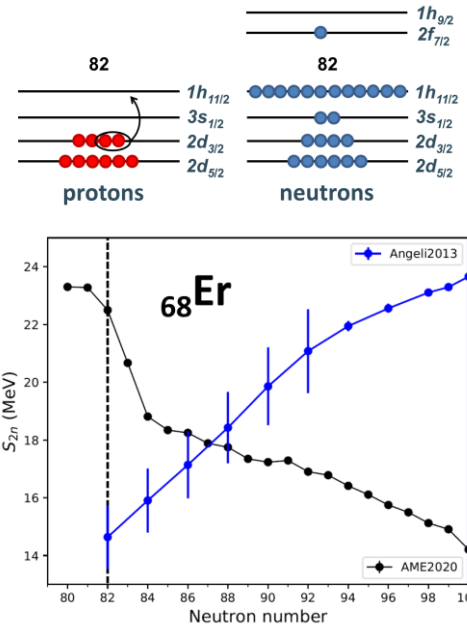 1h9/2
2f7/2
82
82
1h11/2
1h11/2
3s1/2
3s1/2
2d3/2
2d3/2
2d5/2
2d5/2
protons
neutrons
Angeli2013
68Er
S2n (MeV)
24
22
20
18
16
14
AME2020
80 82 84 86 88 90 92 94 96 98 10
Neutron number